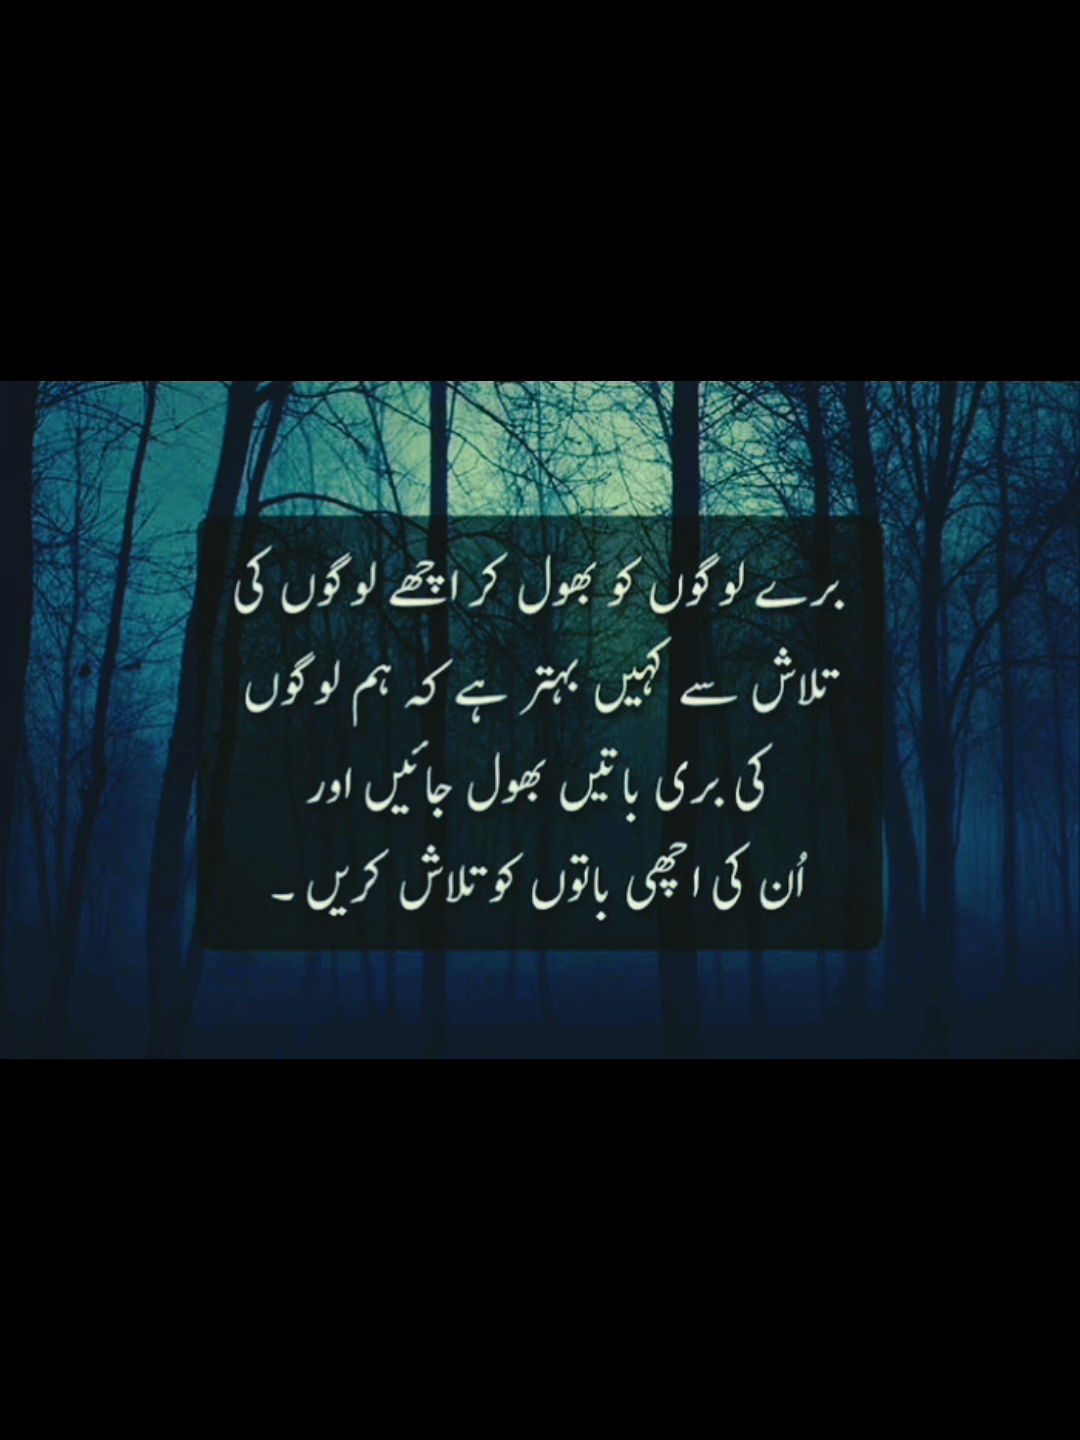 برے لوگوں کو بھول کر اچھے لوگوں کی
تلاش سے کہیں بہتر ہے کہ ہم لوگوں
کی بری باتیں بھول جائیں اور
اُن کی اچھی باتوں کو تلاش کریں ۔